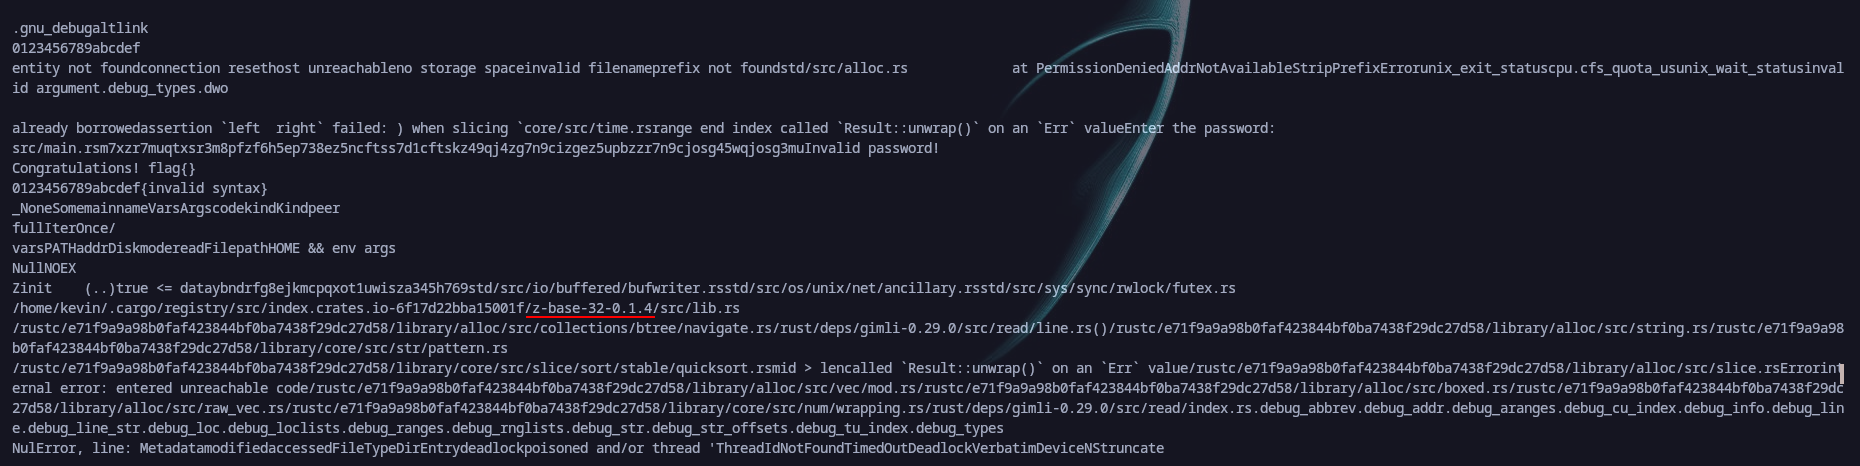 .gnu_debugaltlink
0123456789abcdef
entity not foundconnection resethost unreachableno storage spaceinvalid filenameprefix not foundstd/src/alloc.rs             at PermissionDeniedAddrNotAvailableStripPrefixErrorunix_exit_statuscpu.cfs_quota_usunix_wait_statusinval
id argument.debug_types.dwo
already borrowedassertion `left  right` failed: ) when slicing `core/src/time.rsrange end index called `Result::unwrap()` on an `Err` valueEnter the password:
src/main.rsm7xzr7muqtxsr3m8pfzf6h5ep738ez5ncftss7d1cftskz49qj4zg7n9cizgez5upbzzr7n9cjosg45wqjosg3muInvalid password!
Congratulations! flag{}
0123456789abcdef{invalid syntax}
_NoneSomemainnameVarsArgscodekindKindpeer
fullIterOnce/
varsPATHaddrDiskmodereadFilepathHOME && env args
NullNOEX
Zinit    (..)true <= dataybndrfg8ejkmcpqxot1uwisza345h769std/src/io/buffered/bufwriter.rsstd/src/os/unix/net/ancillary.rsstd/src/sys/sync/rwlock/futex.rs
/home/kevin/.cargo/registry/src/index.crates.io-6f17d22bba15001f/z-base-32-0.1.4/src/lib.rs
/rustc/e71f9a9a98b0faf423844bf0ba7438f29dc27d58/library/alloc/src/collections/btree/navigate.rs/rust/deps/gimli-0.29.0/src/read/line.rs()/rustc/e71f9a9a98b0faf423844bf0ba7438f29dc27d58/library/alloc/src/string.rs/rustc/e71f9a9a98
b0faf423844bf0ba7438f29dc27d58/library/core/src/str/pattern.rs
/rustc/e71f9a9a98b0faf423844bf0ba7438f29dc27d58/library/core/src/slice/sort/stable/quicksort.rsmid > lencalled `Result::unwrap()` on an `Err` value/rustc/e71f9a9a98b0faf423844bf0ba7438f29dc27d58/library/alloc/src/slice.rsErrorint
ernal error: entered unreachable code/rustc/e71f9a9a98b0faf423844bf0ba7438f29dc27d58/library/alloc/src/vec/mod.rs/rustc/e71f9a9a98b0faf423844bf0ba7438f29dc27d58/library/alloc/src/boxed.rs/rustc/e71f9a9a98b0faf423844bf0ba7438f29dc
27d58/library/alloc/src/raw_vec.rs/rustc/e71f9a9a98b0faf423844bf0ba7438f29dc27d58/library/core/src/num/wrapping.rs/rust/deps/gimli-0.29.0/src/read/index.rs.debug_abbrev.debug_addr.debug_aranges.debug_cu_index.debug_info.debug_lin
e.debug_line_str.debug_loc.debug_loclists.debug_ranges.debug_rnglists.debug_str.debug_str_offsets.debug_tu_index.debug_types
NulError, line: MetadatamodifiedaccessedFileTypeDirEntrydeadlockpoisoned and/or thread 'ThreadIdNotFoundTimedOutDeadlockVerbatimDeviceNStruncate